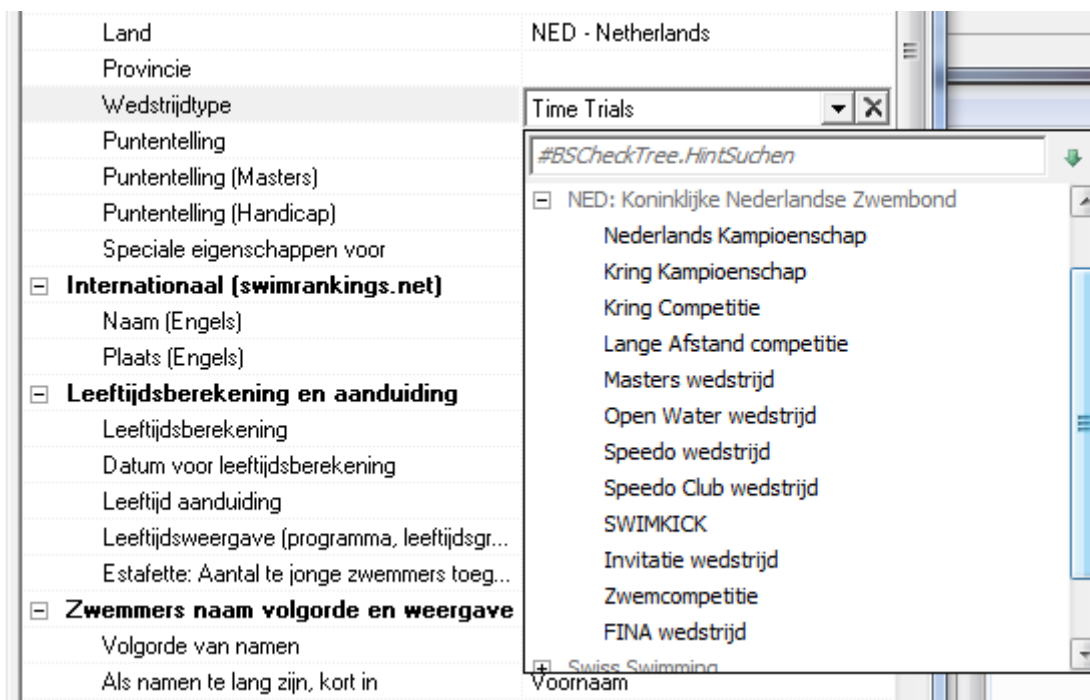 Land NED - Netherlands
Provincie
Wedstrijdtype Time Trials
Puntentelling
Puntentelling (Masters)
Puntentelling (Handicap)
Speciale eigenschappen voor
Internationaal (swimrankings.net)
Naam (Engels)
Plaats (Engels)
Leeftijdsberekening en aanduiding
Leeftijdsberekening
Datum voor leeftijdsberekening
Leeftijd aanduiding
Leeftijdsweergave (programma, leeftijdsgr...
Estafette: Aantal te jonge zwemmers toeg...
Zwemmers naam volgorde en weergave
Volgorde van namen
Als namen te lang zijn, kort in Voornaam
#BSCheckTree.HintSuchen
NED: Koninklijke Nederlandse Zwembond
Nederlands Kampioenschap
Kring Kampioenschap
Kring Competitie
Lange Afstand competitie
Masters wedstrijd
Open Water wedstrijd
Speedo wedstrijd
Speedo Club wedstrijd
SWIMKICK
Invitatie wedstrijd
Zwemcompetitie
FINA wedstrijd
Swiss Swimming